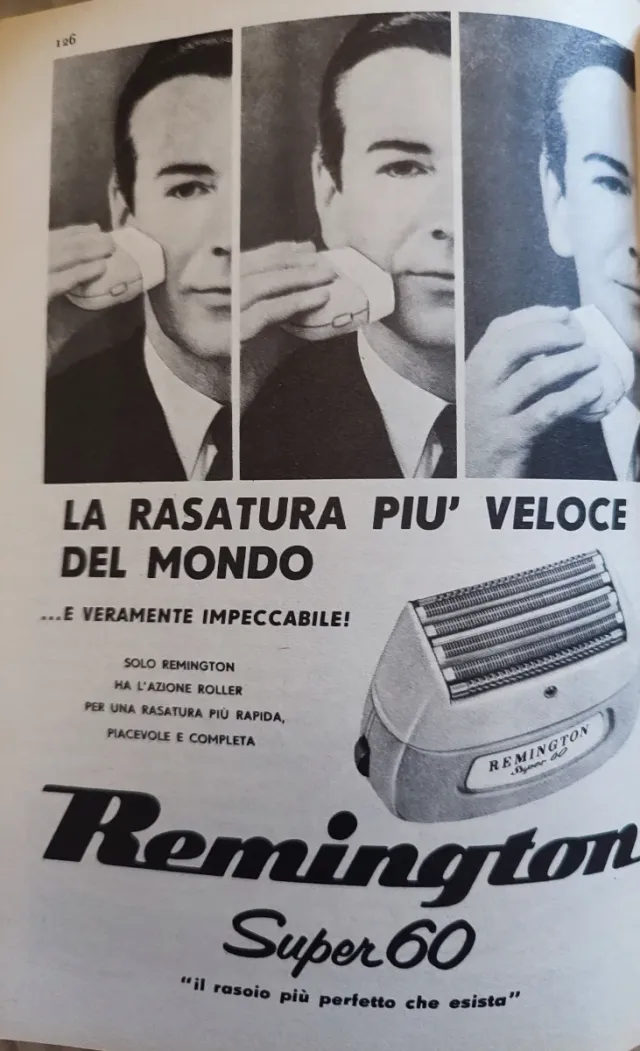 126
LA RASATURA PIU' VELOCE
DEL MONDO
...E VERAMENTE IMPECCABILE!
SOLO REMINGTON
HA L'AZIONE ROLLER
PER UNA RASATURA PIÙ RAPIDA,
PIACEVOLE E COMPLETA
REMINGTON
Super 60
Remington
Super 60
"il rasoio più perfetto che esista"